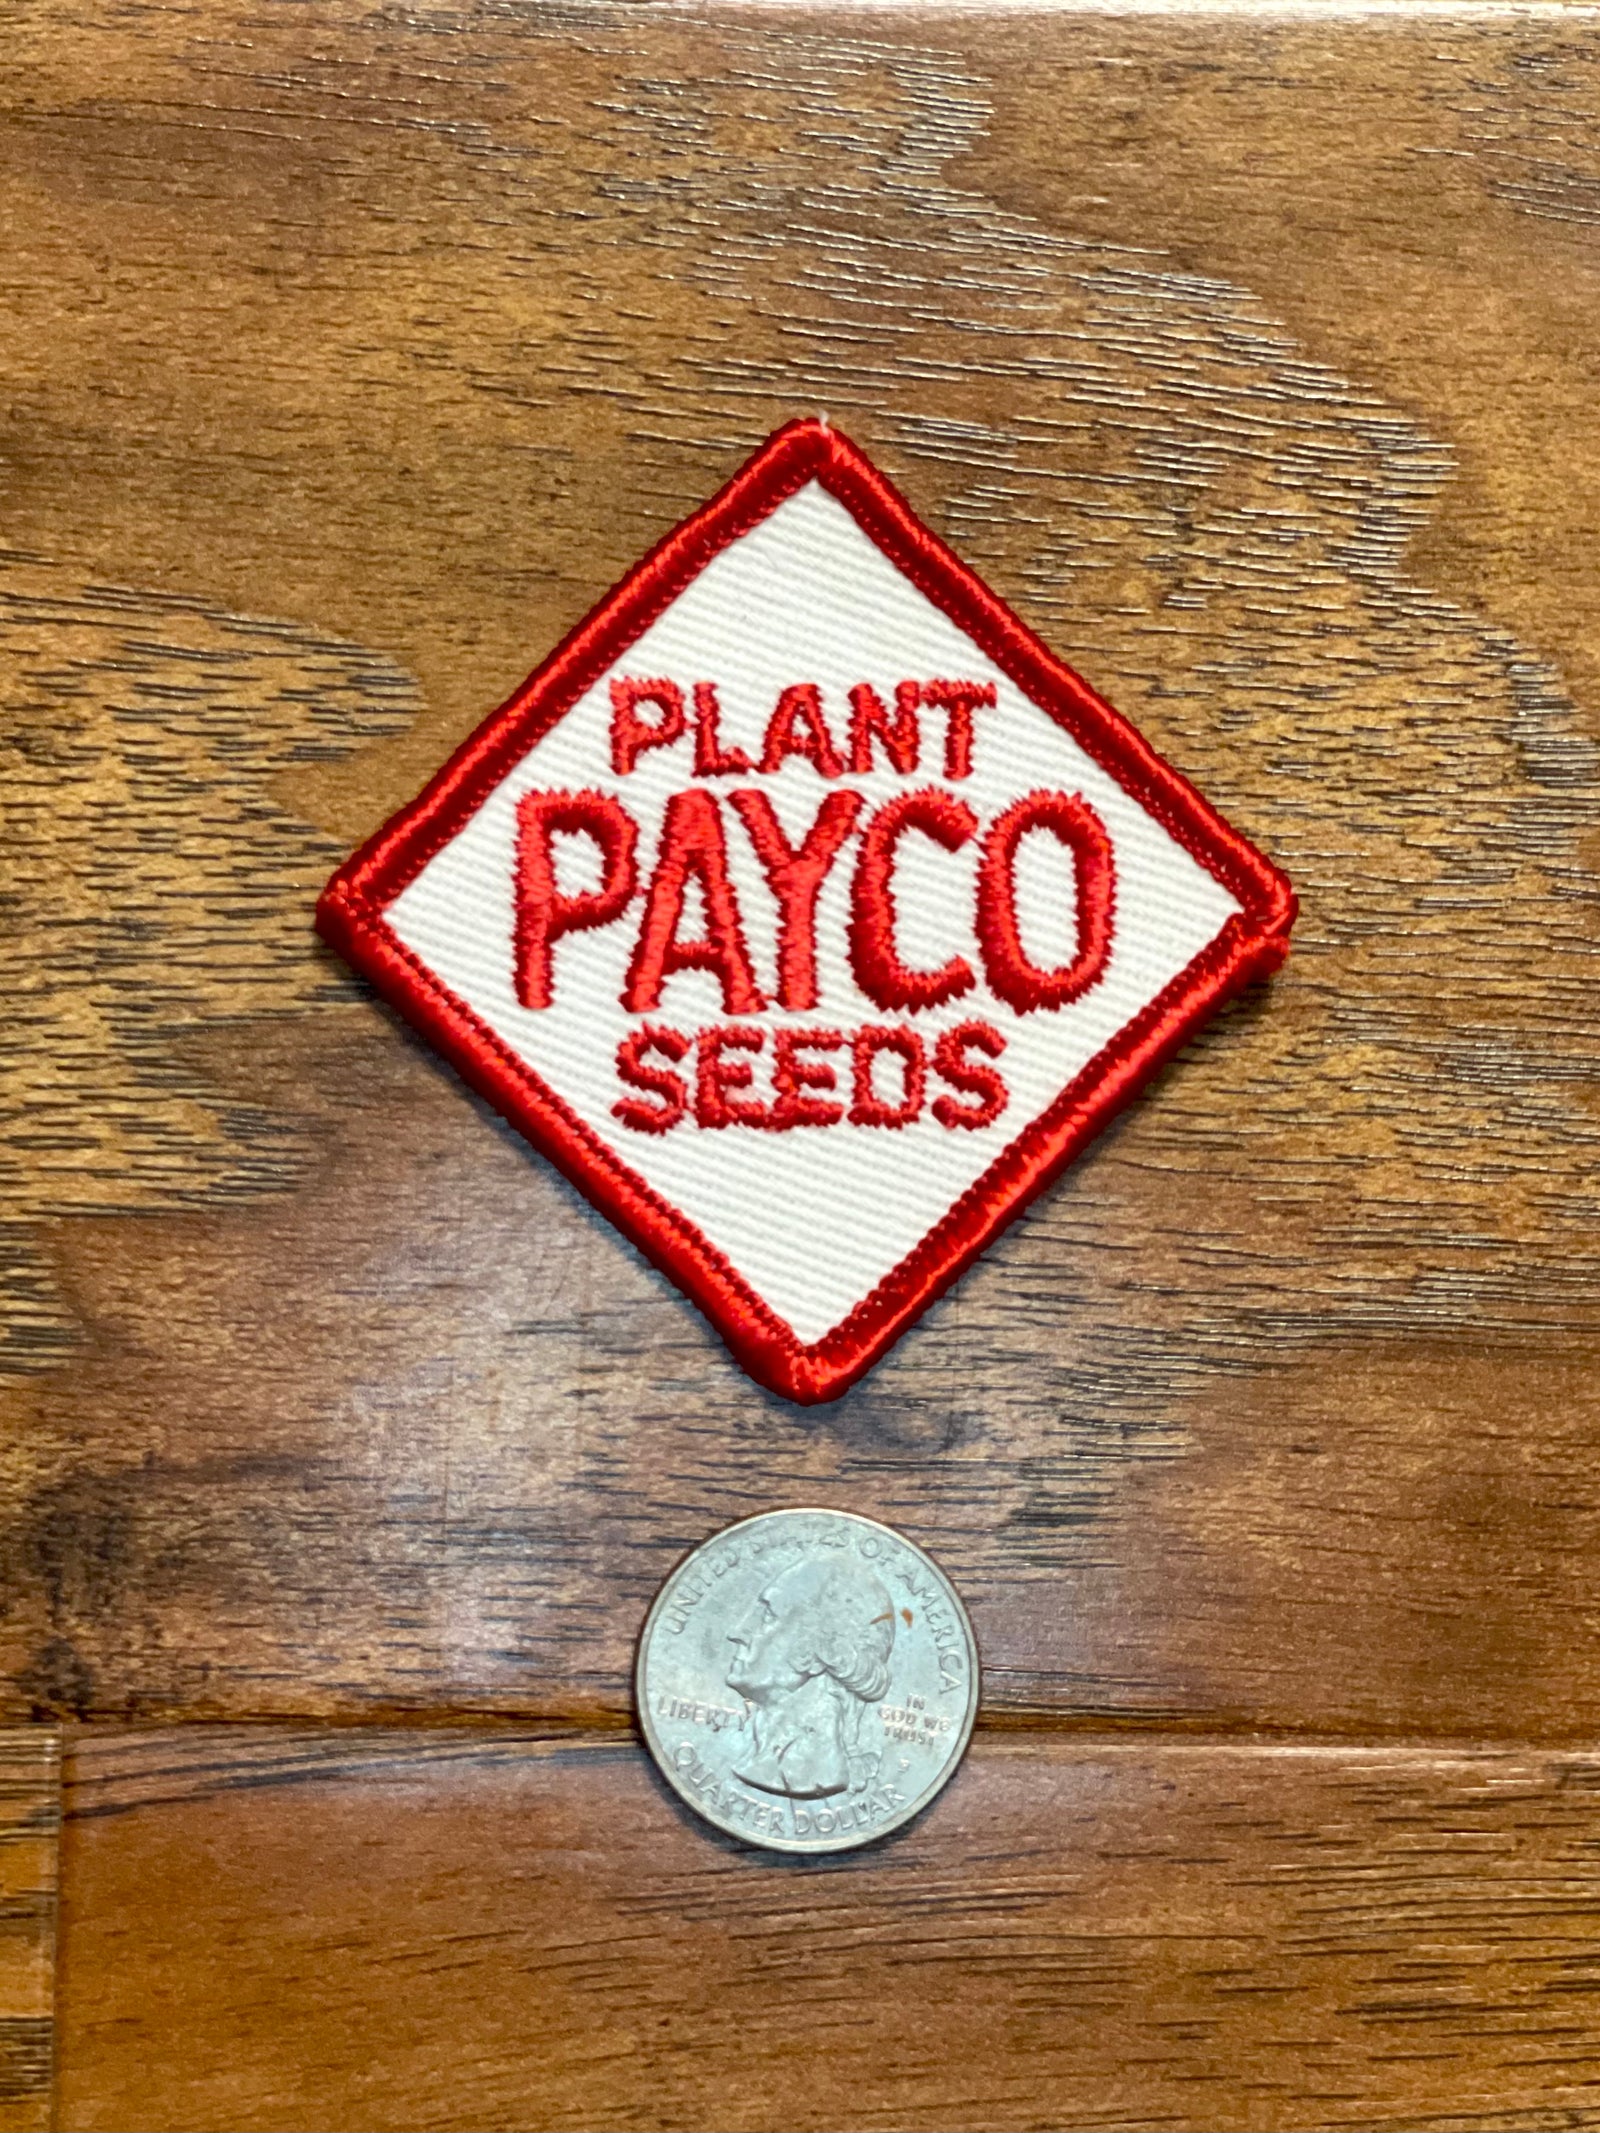 PLANT
PAYCO
SEEDS
UNITED STATES OF AMERICA
LIBERTY
IN
GOD WE
TRUST
QUARTER DOLLAR